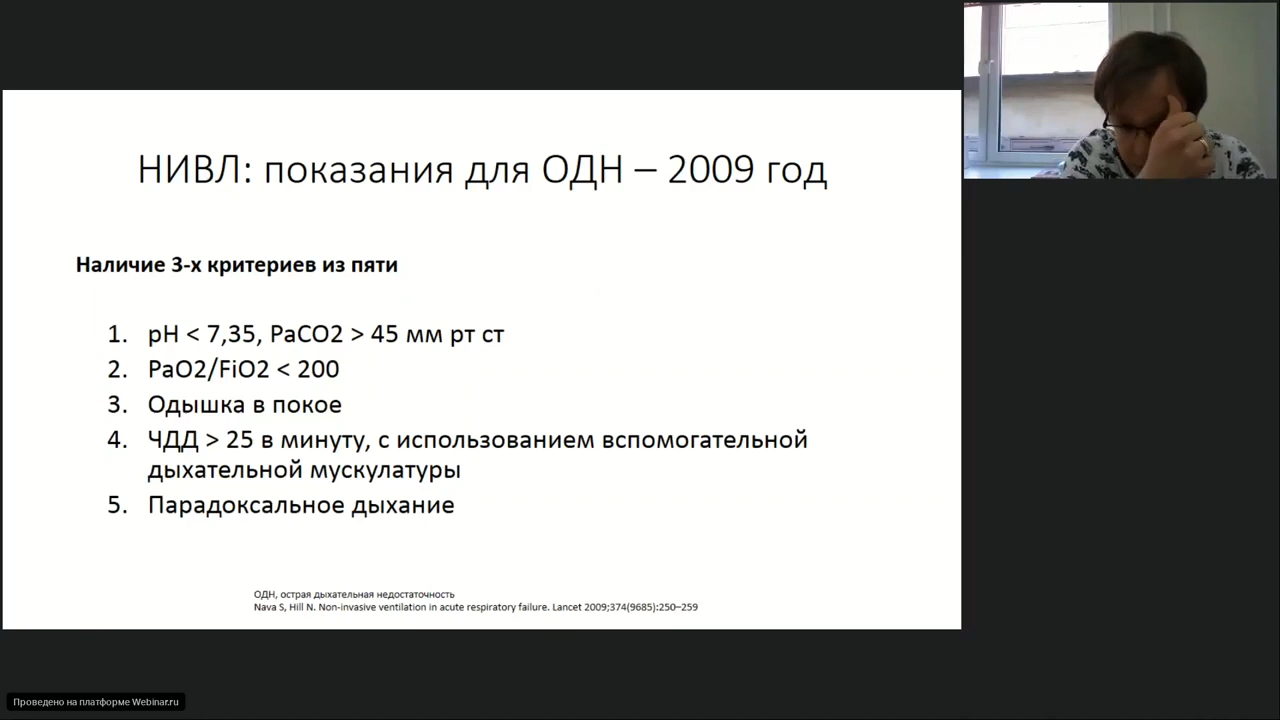 НИВЛ: показания для ОДН – 2009 год
Наличие 3-х критериев из пяти
1. pH < 7,35, PaCO2 > 45 мм рт ст
2. PaO2/FiO2 < 200
3. Одышка в покое
4. ЧДД > 25 в минуту, с использованием вспомогательной
дыхательной мускулатуры
5. Парадоксальное дыхание
ОДН, острая дыхательная недостаточность
Nava S, Hill N. Non-invasive ventilation in acute respiratory failure. Lancet 2009;374(9685):250–259
Проведено на платформе Webinar.ru